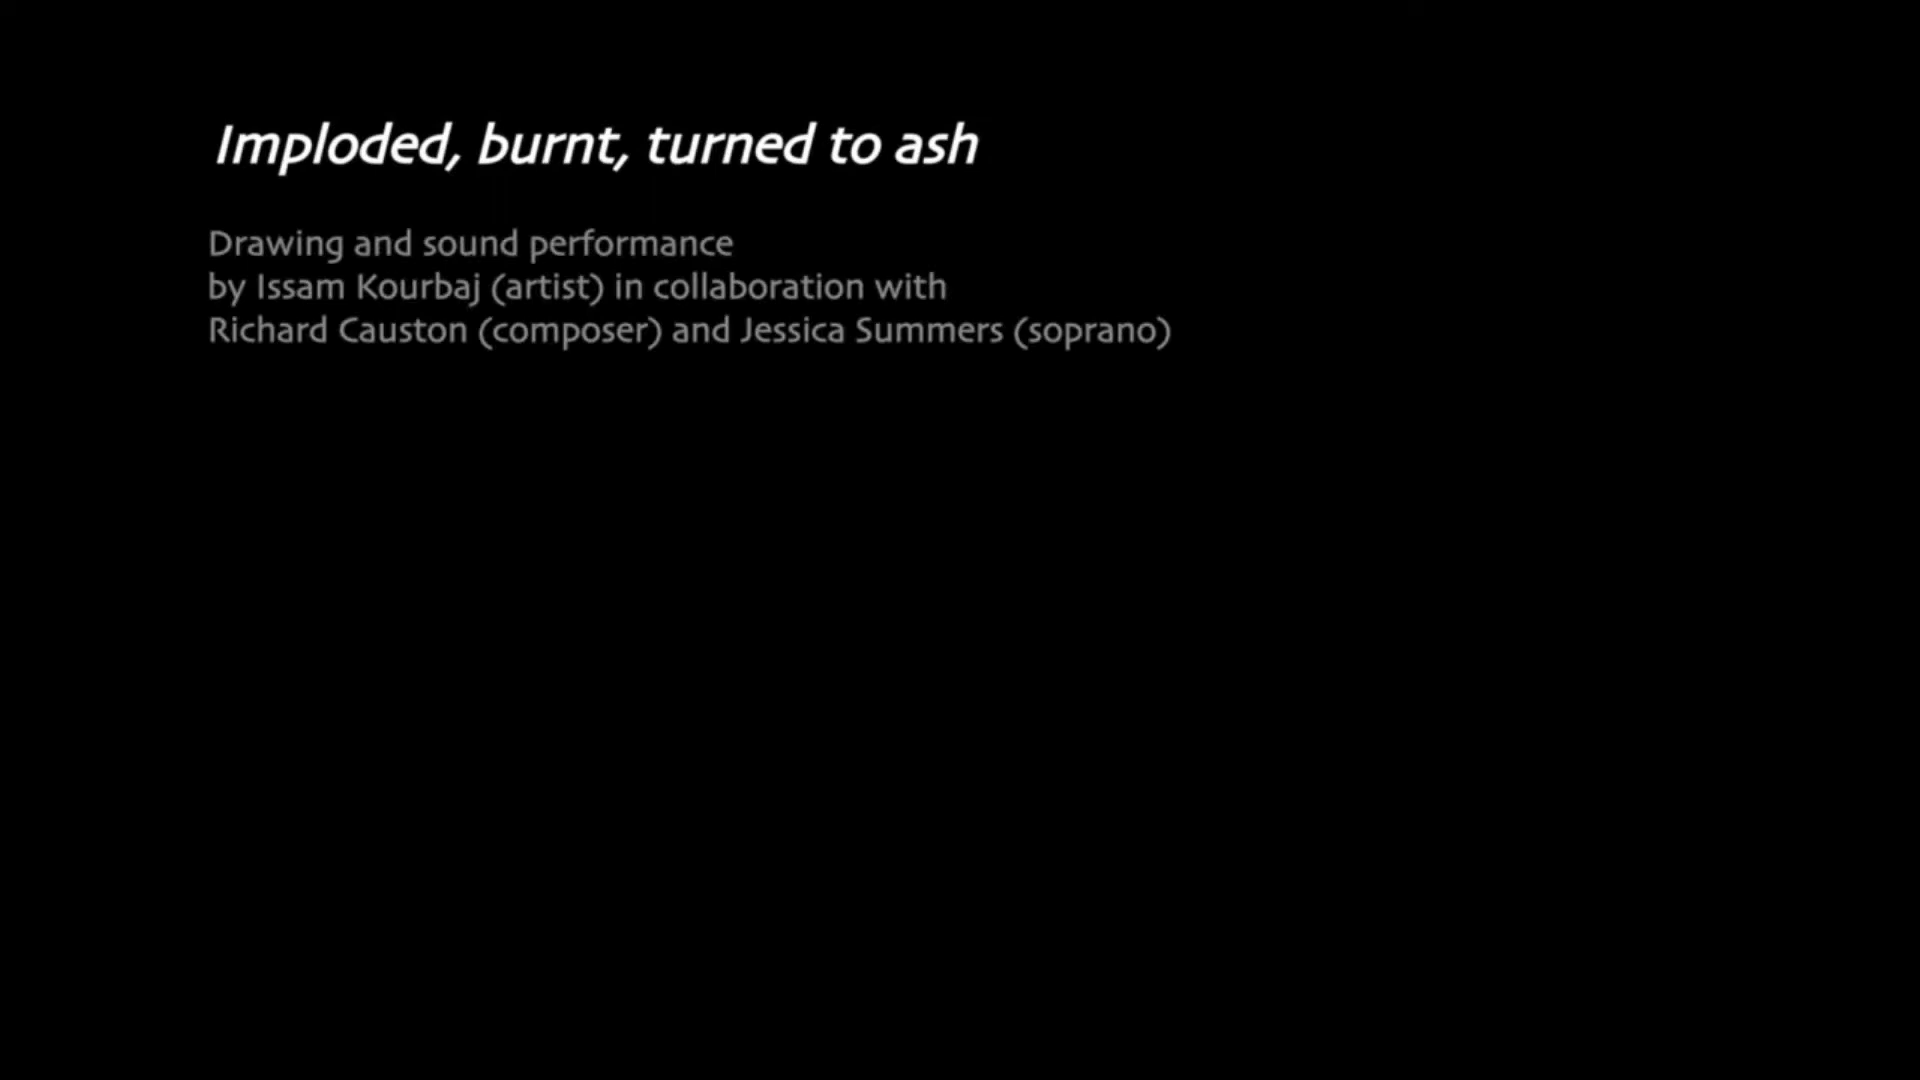 Imploded, burnt, turned to ash
Drawing and sound performance
by Issam Kourbaj (artist) in collaboration with
Richard Causton (composer) and Jessica Summers (soprano)